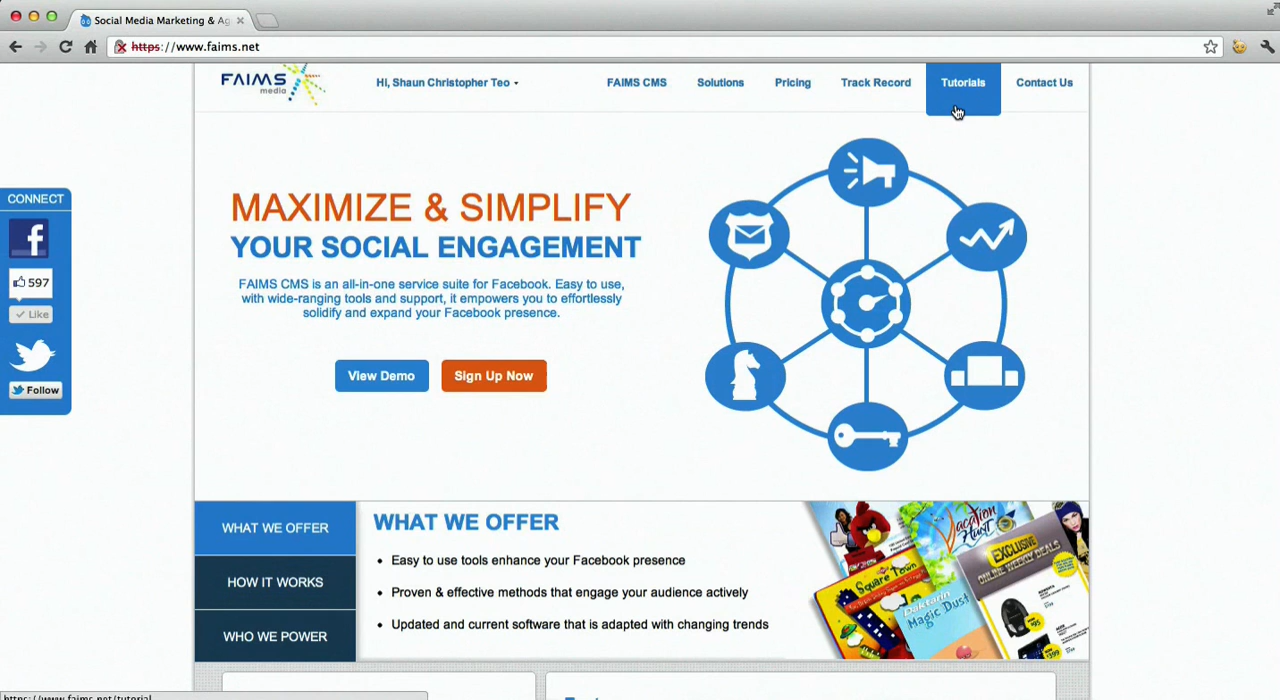 Social Media Marketing & Ag
https://www.faims.net
FAIMS
media
Hi, Shaun Christopher Teo
FAIMS CMS
Solutions
Pricing
Track Record
Tutorials
Contact Us
CONNECT
f
597
Like
Follow
MAXIMIZE & SIMPLIFY
YOUR SOCIAL ENGAGEMENT
FAIMS CMS is an all-in-one service suite for Facebook. Easy to use,
with wide-ranging tools and support, it empowers you to effortlessly
solidify and expand your Facebook presence.
View Demo
Sign Up Now
WHAT WE OFFER
HOW IT WORKS
WHO WE POWER
WHAT WE OFFER
• Easy to use tools enhance your Facebook presence
• Proven & effective methods that engage your audience actively
• Updated and current software that is adapted with changing trends
Vacation
Hunt
EXCLUSIVE
ONLINE WEEKLY DEALS
Square Town
Daktarin
Magic Dust
https://www.faims.net/tutorial